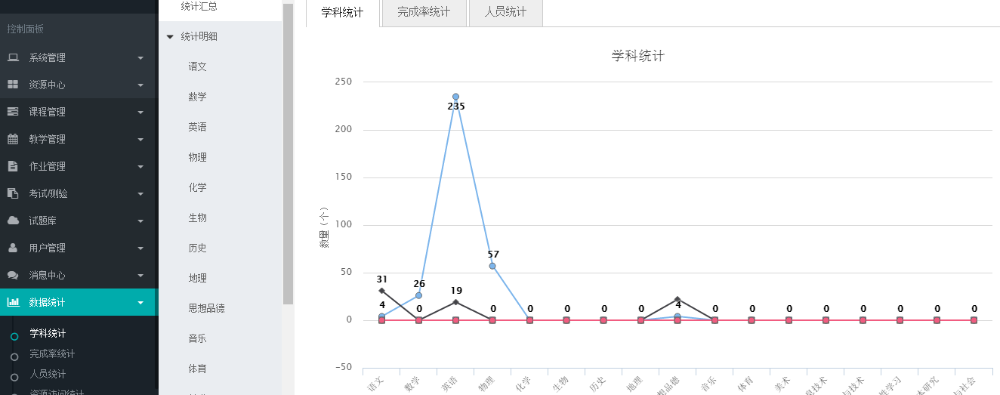 控制面板
系统管理
资源中心
课程管理
教学管理
作业管理
考试/测验
试题库
用户管理
消息中心
数据统计
学科统计
完成率统计
人员统计
资源访问统计
统计汇总
统计明细
语文
数学
英语
物理
化学
生物
历史
地理
思想品德
音乐
体育
学科统计
完成率统计
人员统计
学科统计
数量（个）
250
200
150
100
50
0
-50
31
4
26
0
235
19
57
0
0
0
0
0
4
0
0
0
0
0
0
0
0
语文
数学
英语
物理
化学
生物
历史
地理
想品德
音乐
体育
美术
息技术
与技术
性学习
本研究
与社会